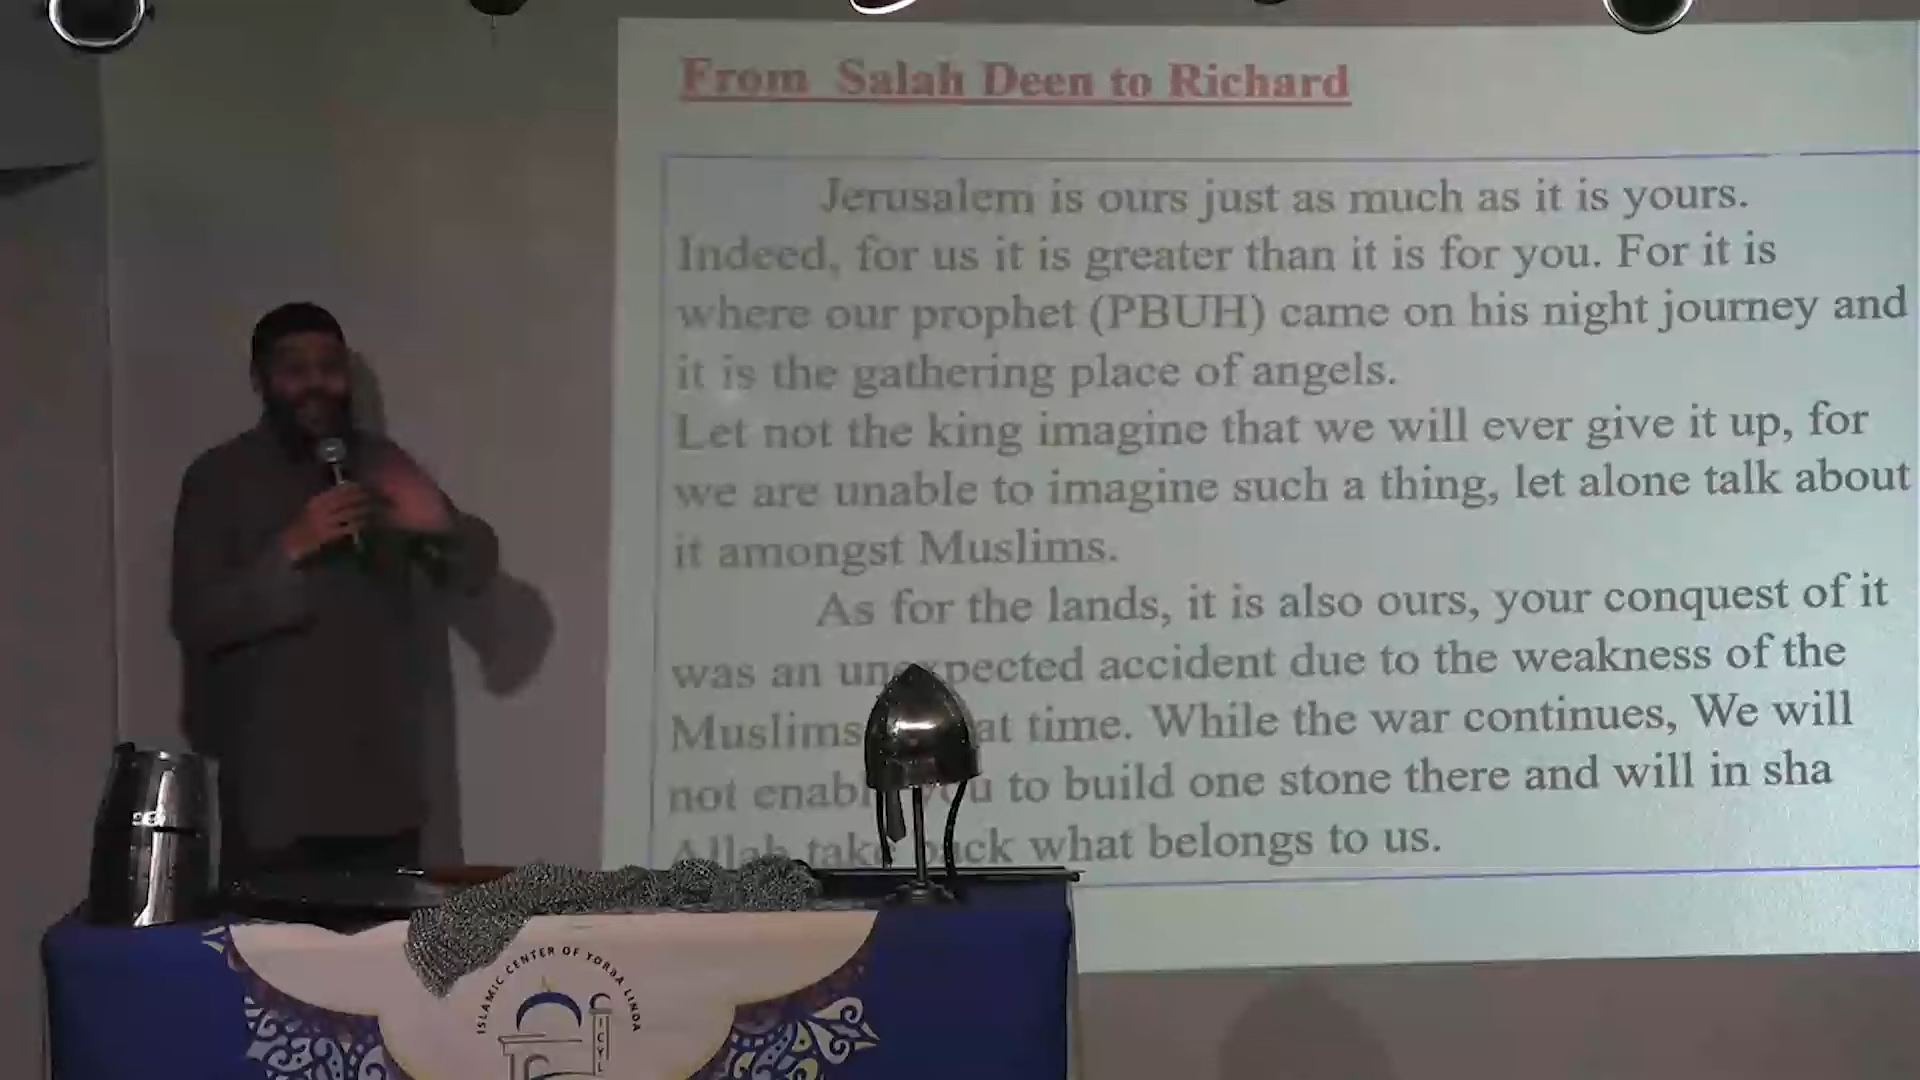 From Salah Deen to Richard
Jerusalem is ours just as much as it is yours.
Indeed, for us it is greater than it is for you. For it is
where our prophet (PBUH) came on his night journey and
it is the gathering place of angels.
Let not the king imagine that we will ever give it up, for
we are unable to imagine such a thing, let alone talk about
it amongst Muslims.
As for the lands, it is also ours, your conquest of it
was an unexpected accident due to the weakness of the
Muslims at time. While the war continues, We will
not enable you to build one stone there and will in sha
Allah take back what belongs to us.
ISLAMIC CENTER OF YORBA LINDA
ICYL